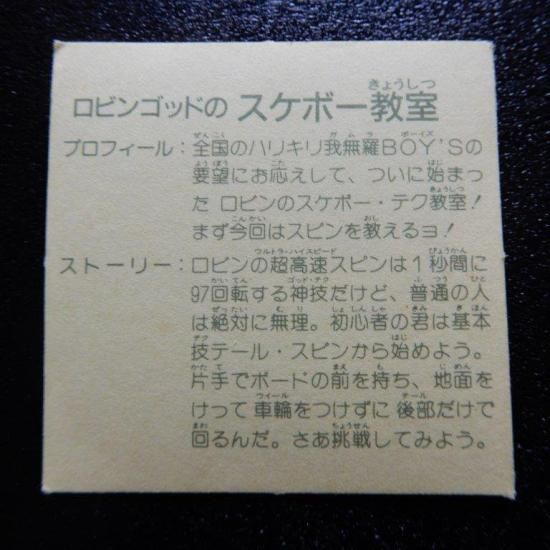 ロビンゴッドの スケボー教室
プロフィール：全国のハリキリ我無羅BOY'Sの
要望にお応えして、ついに始まっ
た ロビンのスケボー・テク教室！
まず今回はスピンを教えるヨ！
ストーリー：ロビンの超高速スピンは1秒間に
97回転する神技だけど、普通の人
は絶対に無理。初心者の君は基本
技テール・スピンから始めよう。
片手でボードの前を持ち、地面を
けって車輪をつけずに後部だけで
回るんだ。さあ挑戦してみよう。